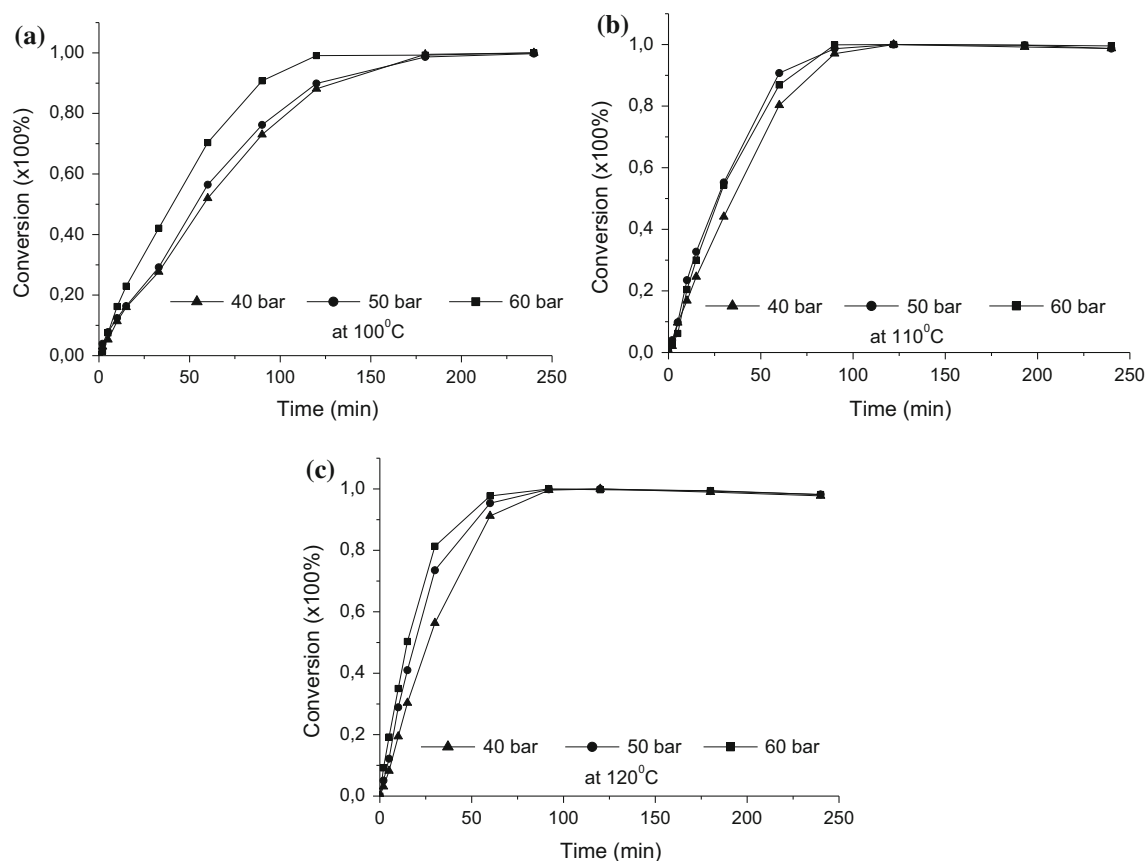 (a)
1,00
0,80
0,60
0,40
0,20
0,00
Conversion (x100%)
40 bar 50 bar 60 bar
at 100⁰C
0 50 100 150 200 250
Time (min)
(b)
1,0
0,8
0,6
0,4
0,2
0,0
Conversion (x100%)
40 bar 50 bar 60 bar
at 110⁰C
0 50 100 150 200 250
Time (min)
(c)
1,0
0,8
0,6
0,4
0,2
0,0
Conversion (x100%)
40 bar 50 bar 60 bar
at 120⁰C
0 50 100 150 200 250
Time (min)